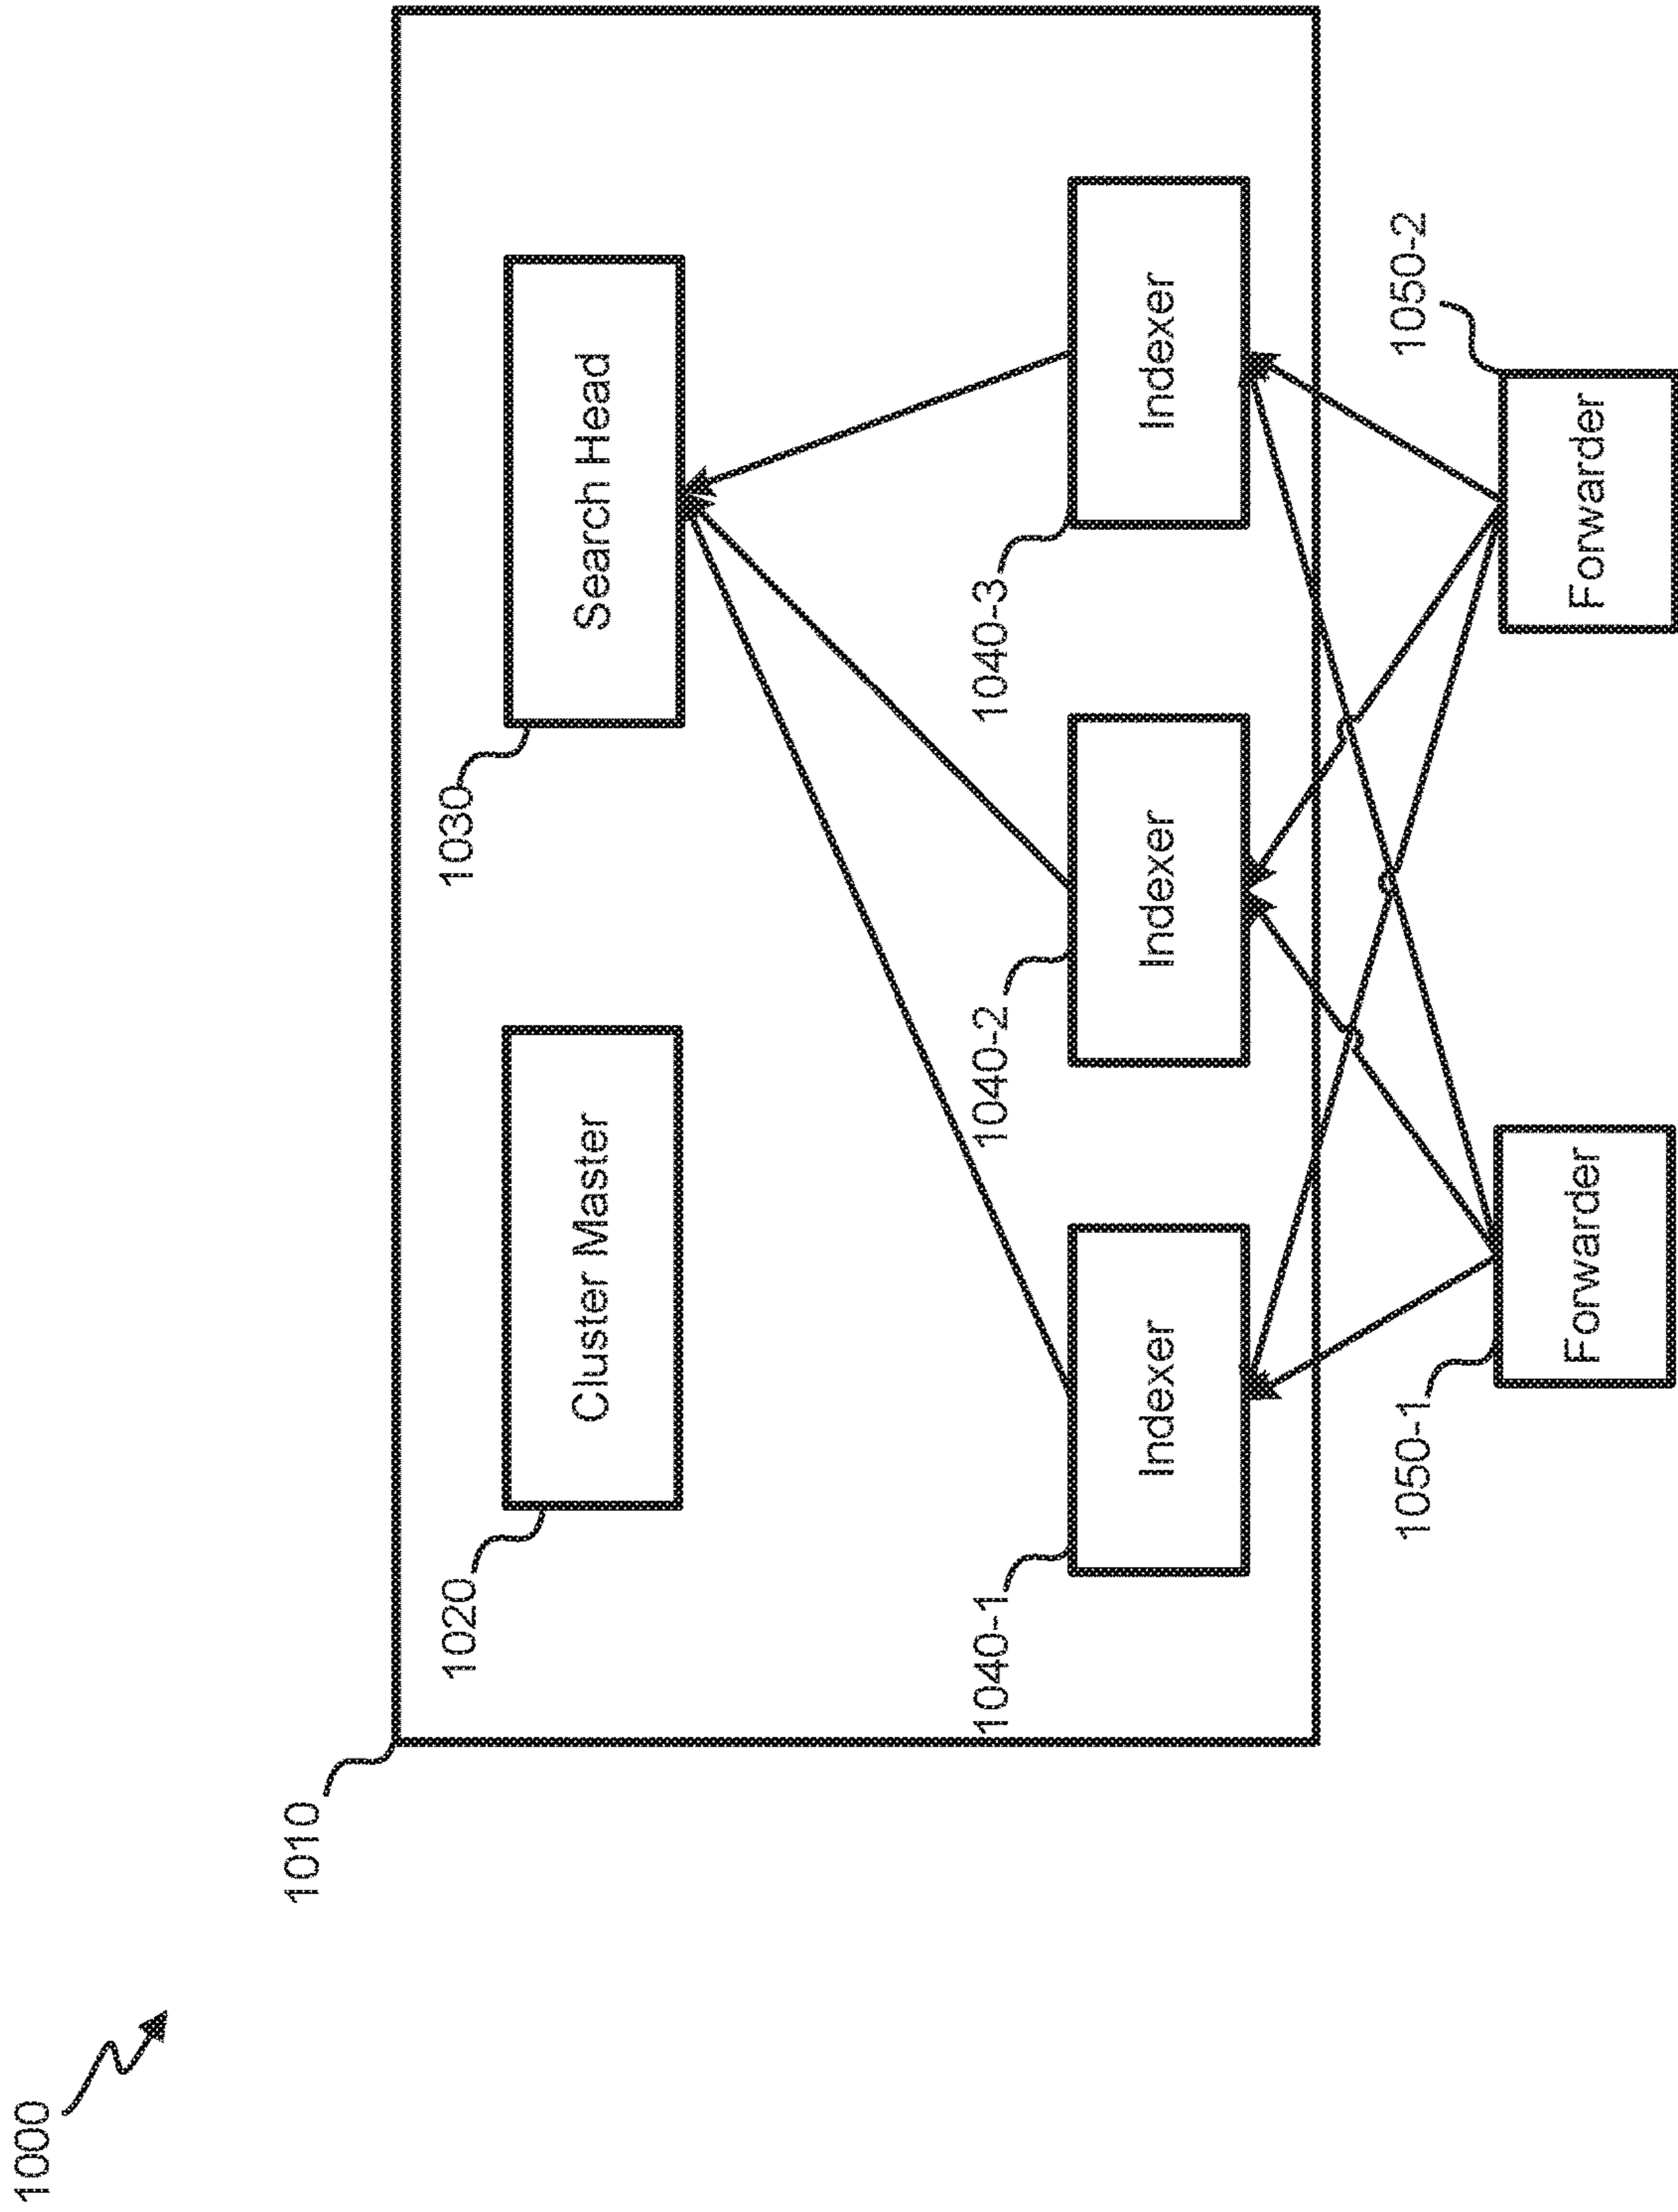 1000
1010
1020
Cluster Master
1030
Search Head
1040-1
Indexer
1040-2
Indexer
1040-3
Indexer
1050-1
Forwarder
1050-2
Forwarder